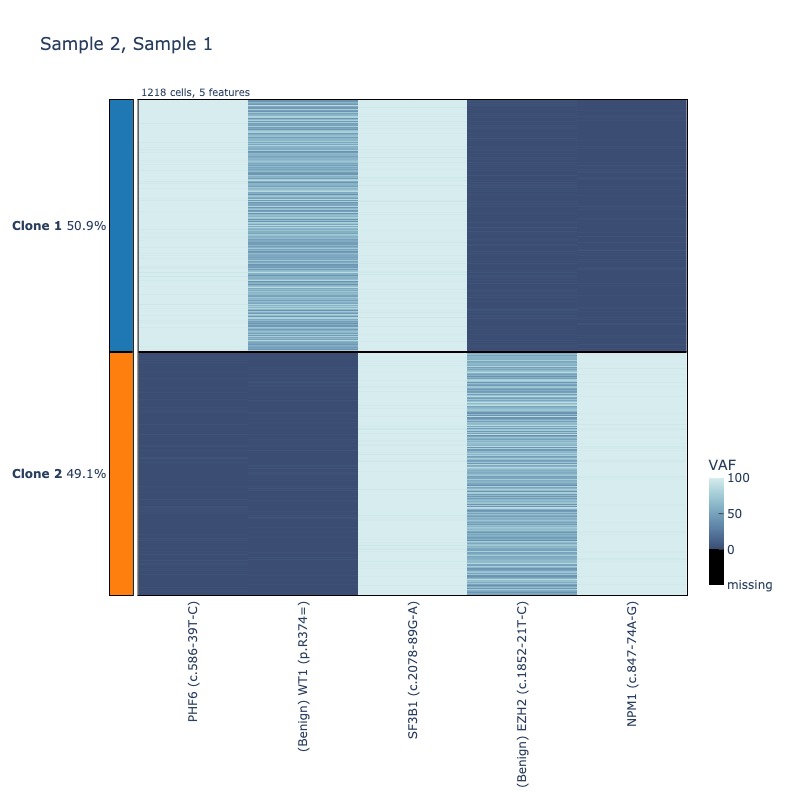 Sample 2, Sample 1
1218 cells, 5 features
Clone 1 50.9%
Clone 2 49.1%
VAF
100
50
0
missing
PHF6 (c.586-39T-C)
(Benign) WT1 (p.R374=)
SF3B1 (c.2078-89G-A)
(Benign) EZH2 (c.1852-21T-C)
NPM1 (c.847-74A-G)